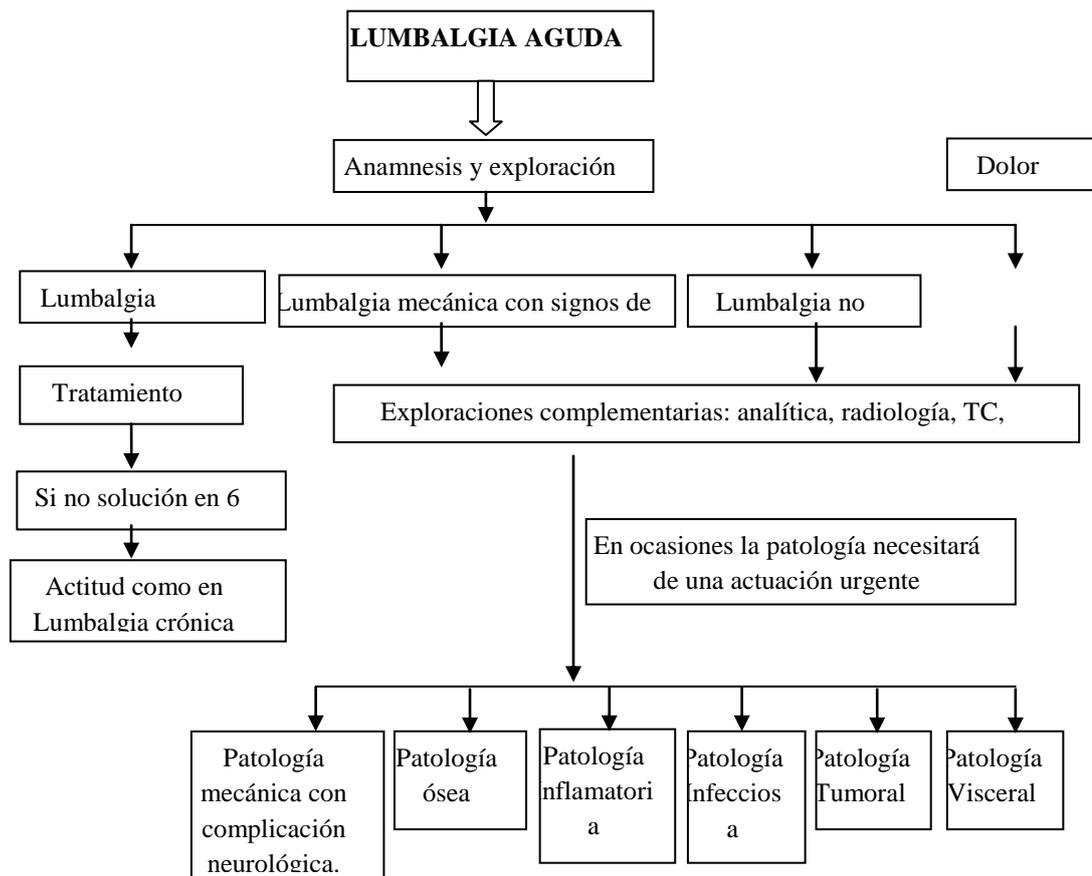 LUMBALGIA AGUDA
Anamnesis y exploración
Dolor
Lumbalgia
Lumbalgia mecánica con signos de
Lumbalgia no
Tratamiento
Exploraciones complementarias: analítica, radiología, TC,
Si no solución en 6
En ocasiones la patología necesitará
de una actuación urgente
Actitud como en
Lumbalgia crónica
Patología
mecánica con
complicación
neurológica.
Patología
ósea
Patología
Inflamatori
a
Patología
Infeccios
a
Patología
Tumoral
Patología
Visceral